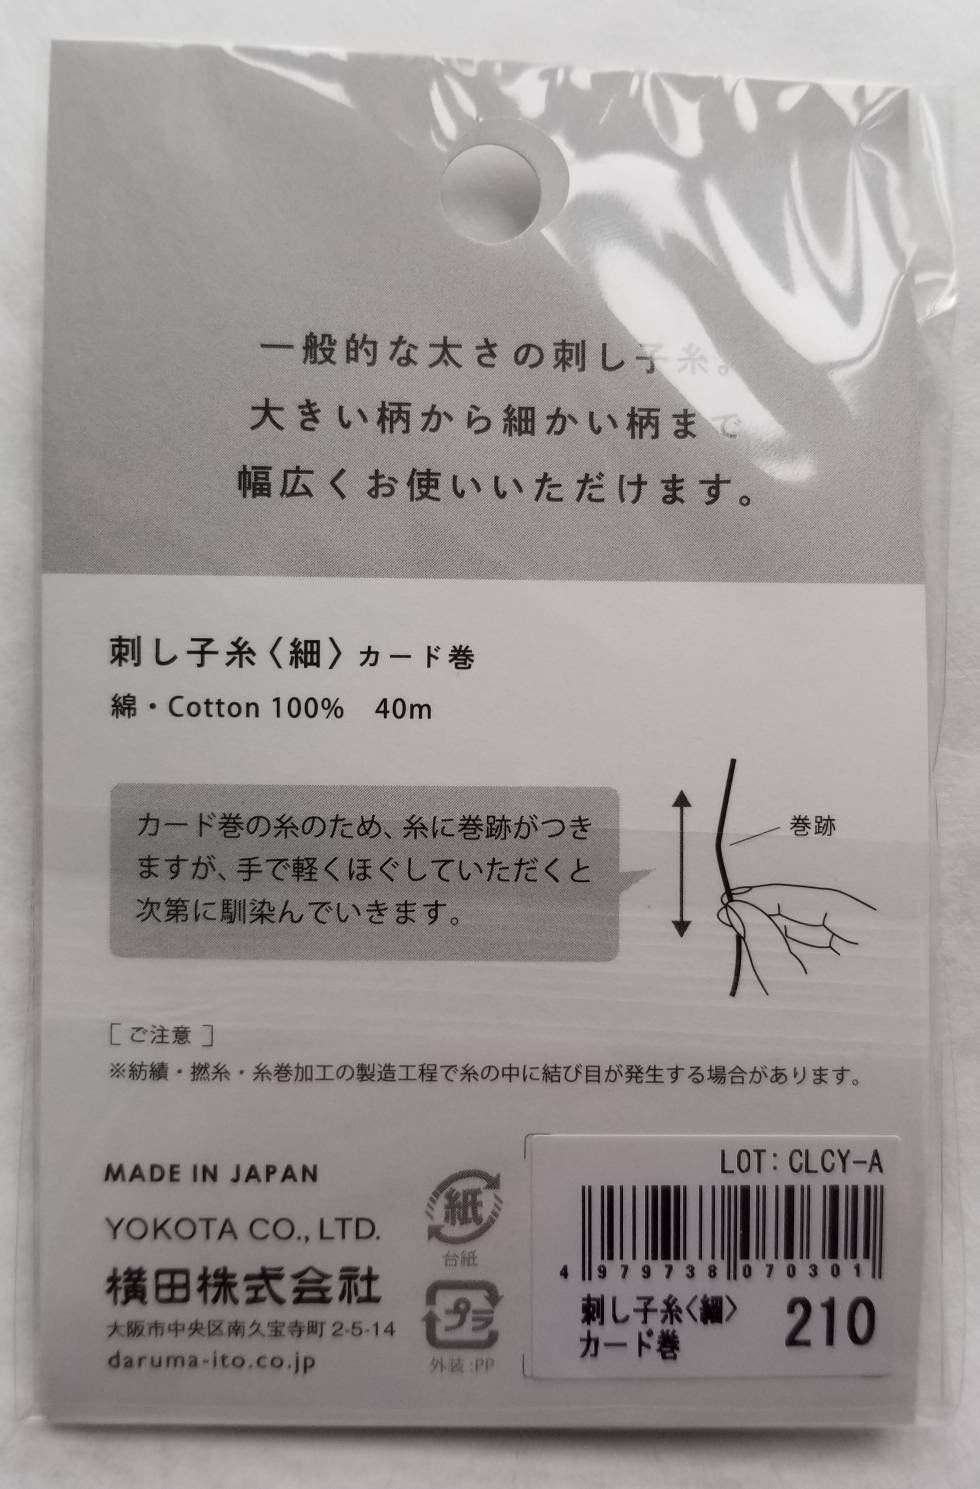 一般的な太さの刺し子糸。
大きい柄から細かい柄まで
幅広くお使いいただけます。
刺し子糸〈細〉カード巻
綿・Cotton 100%　40m
カード巻の糸のため、糸に巻跡がつき
ますが、手で軽くほぐしていただくと
次第に馴染んでいきます。
巻跡
［ご注意］
※紡績・撚糸・糸巻加工の製造工程で糸の中に結び目が発生する場合があります。
MADE IN JAPAN
YOKOTA CO., LTD.
横田株式会社
大阪市中央区南久宝寺町 2-5-14
daruma-ito.co.jp
紙
台紙
プラ
外装:PP
LOT: CLCY-A
4 979738 070301
刺し子糸〈細〉
カード巻
210